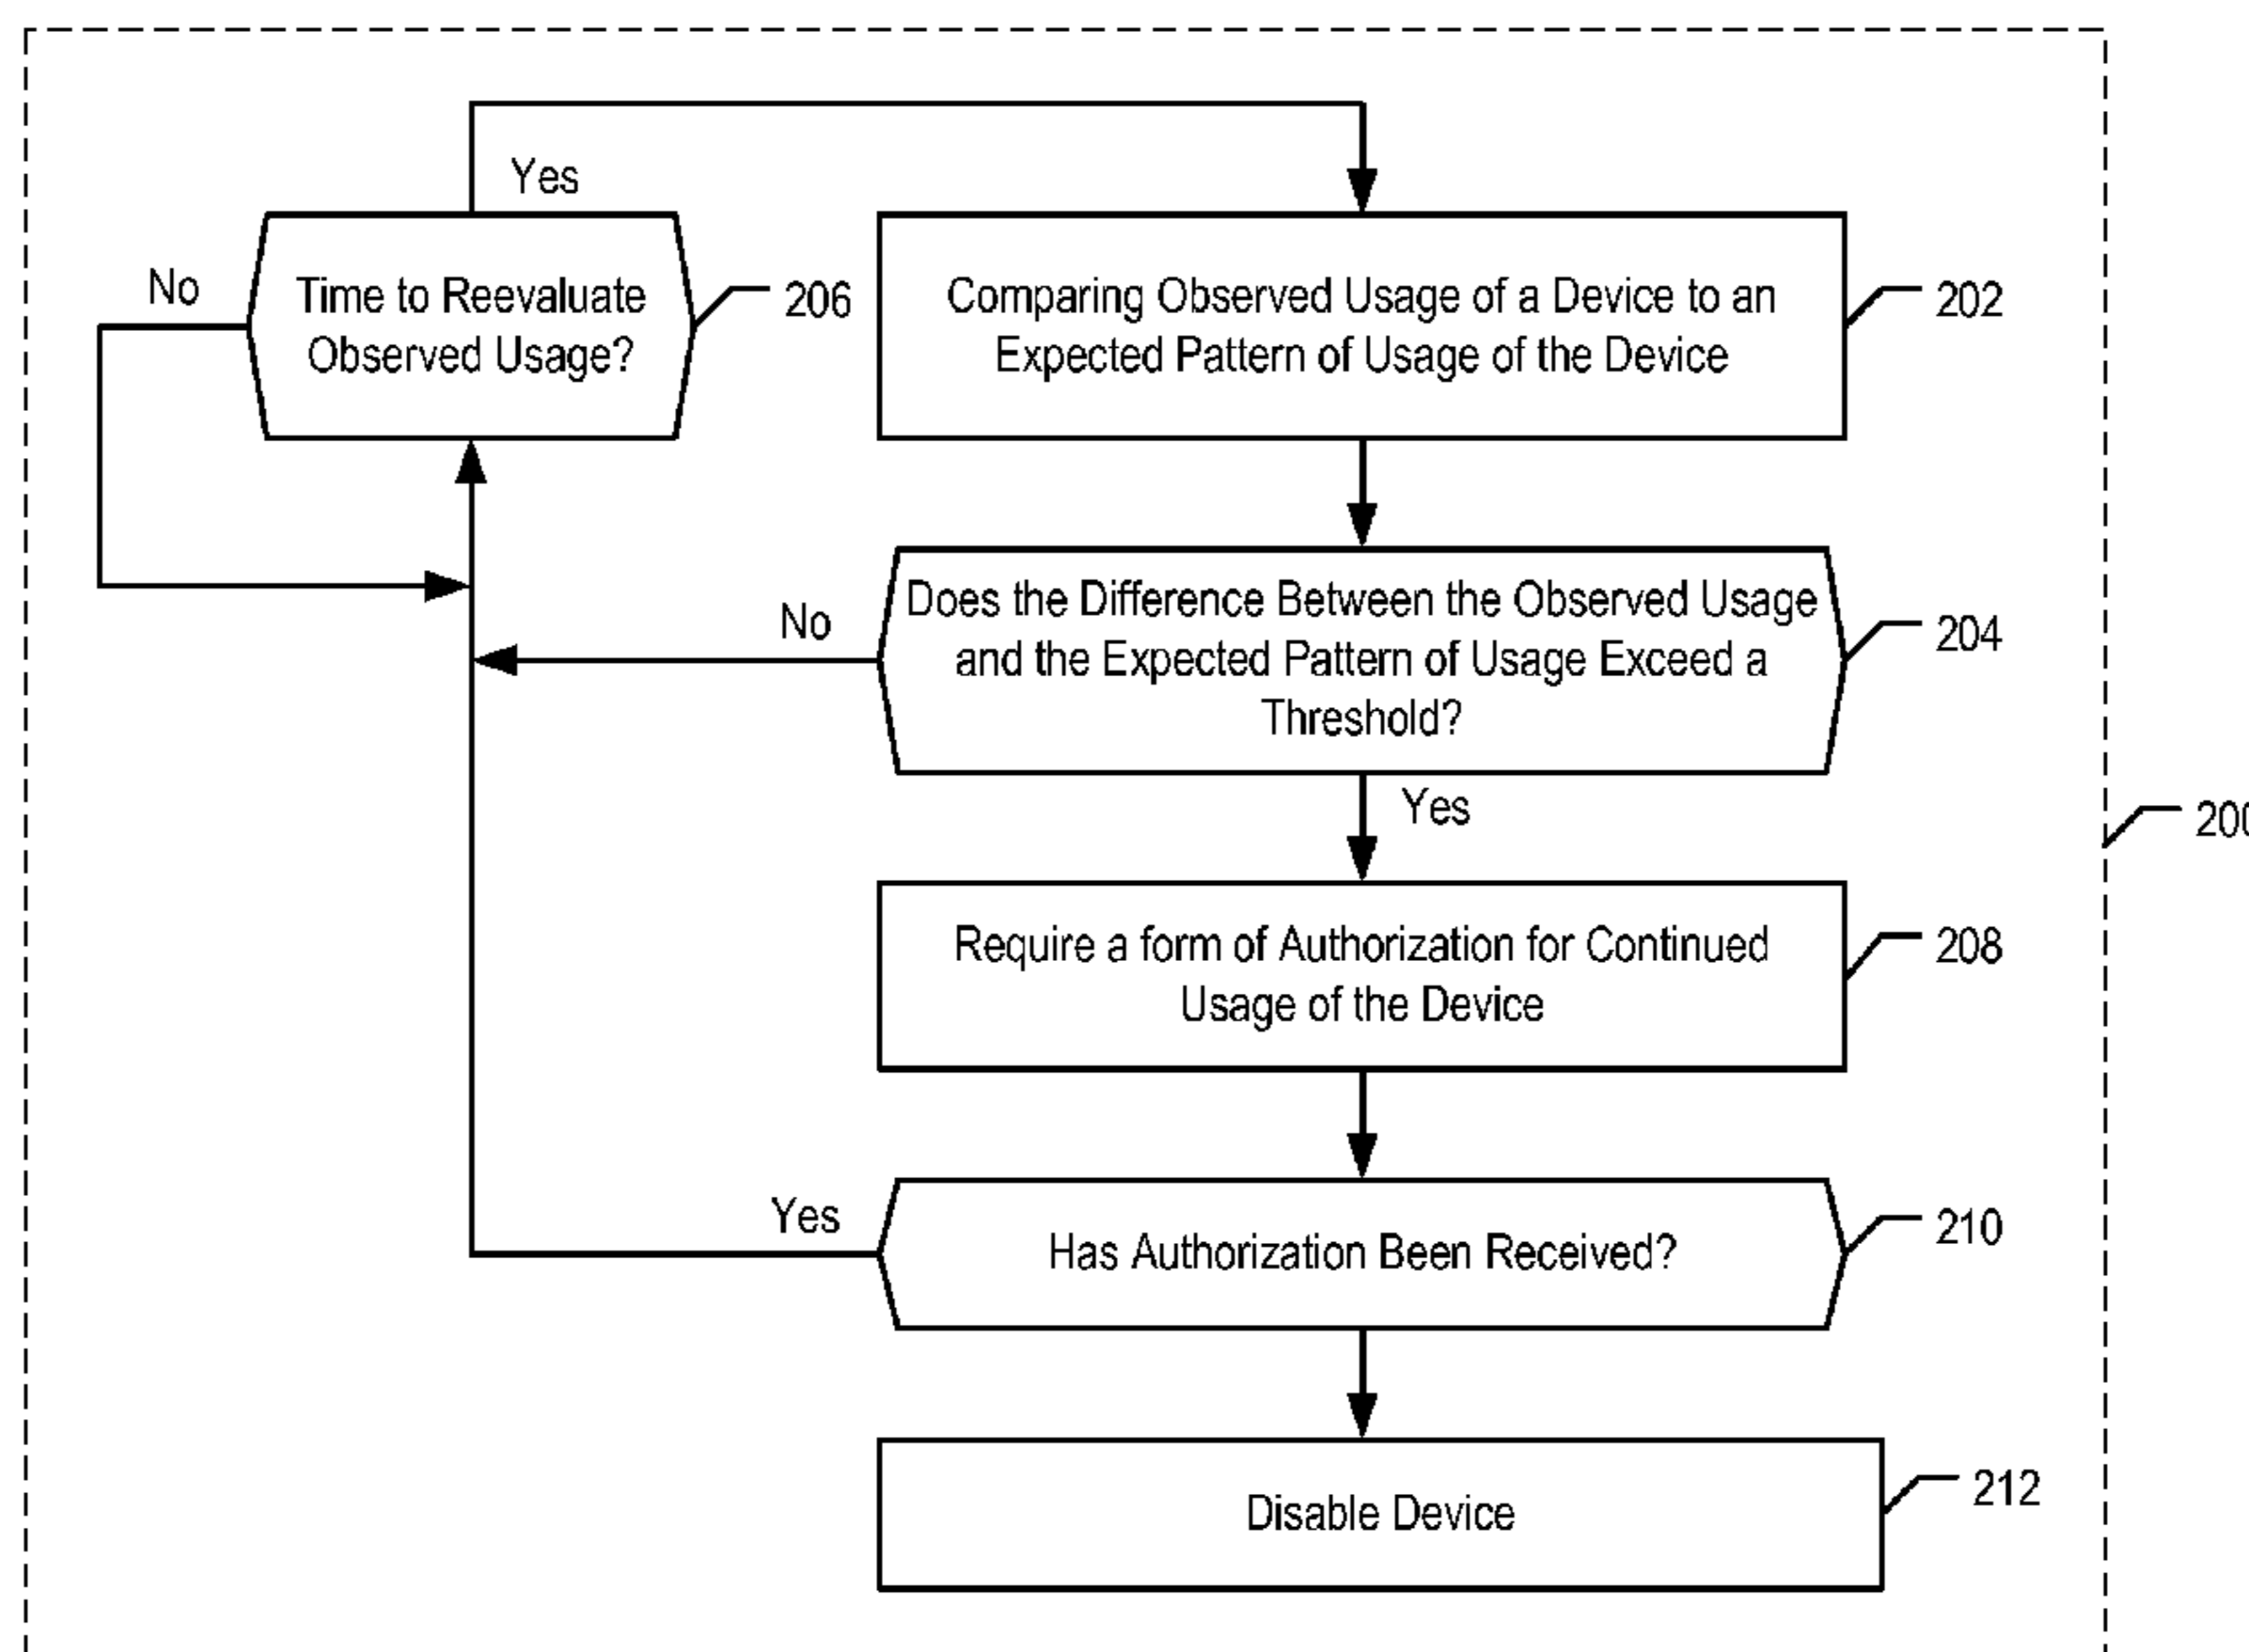 Yes
No
Time to Reevaluate
Observed Usage?
206
Comparing Observed Usage of a Device to an
Expected Pattern of Usage of the Device
202
Does the Difference Between the Observed Usage
and the Expected Pattern of Usage Exceed a
Threshold?
204
No
Yes
200
Require a form of Authorization for Continued
Usage of the Device
208
Yes
Has Authorization Been Received?
210
Disable Device
212